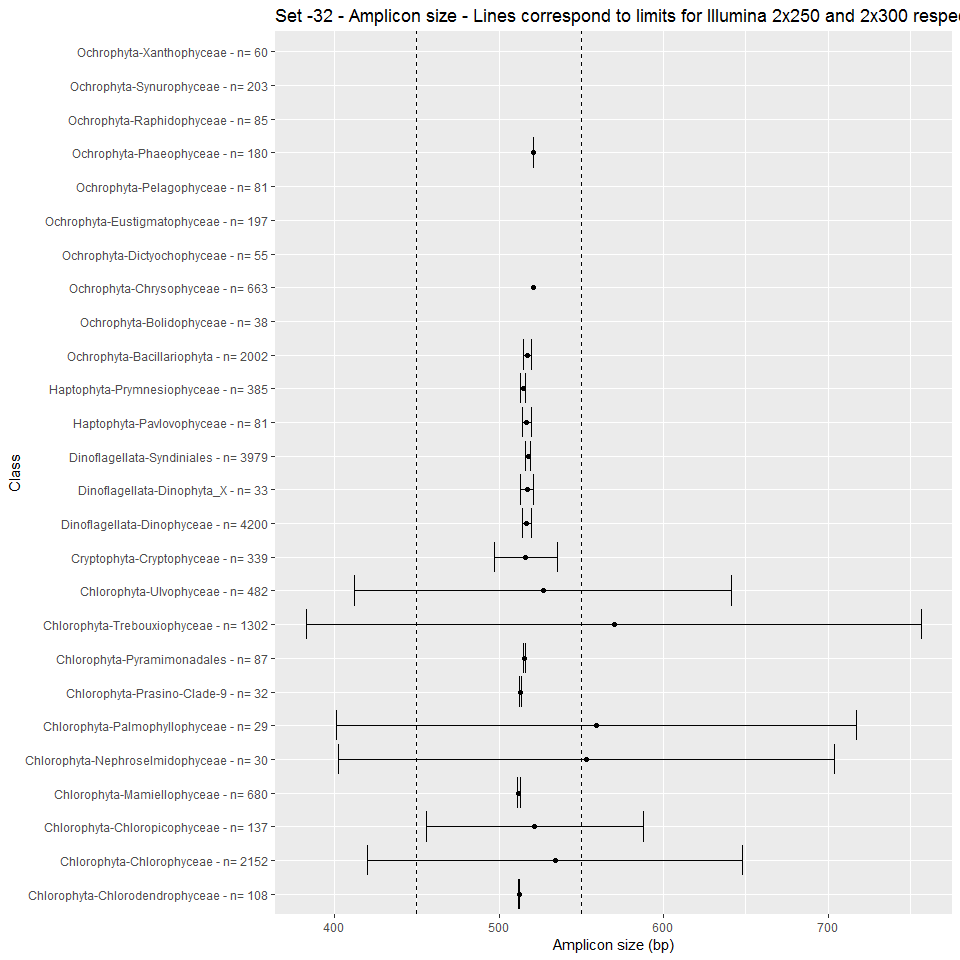 Set -32 - Amplicon size - Lines correspond to limits for Illumina 2x250 and 2x300
Ochrophyta-Xanthophyceae - n= 60
Ochrophyta-Synurophyceae - n= 203
Ochrophyta-Raphidophyceae - n= 85
Ochrophyta-Phaeophyceae - n= 180
Ochrophyta-Pelagophyceae - n= 81
Ochrophyta-Eustigmatophyceae - n= 197
Ochrophyta-Dictyochophyceae - n= 55
Ochrophyta-Chrysophyceae - n= 663
Ochrophyta-Bolidophyceae - n= 38
Ochrophyta-Bacillariophyta - n= 2002
Haptophyta-Prymnesiophyceae - n= 385
Haptophyta-Pavlovophyceae - n= 81
Dinoflagellata-Syndiniales - n= 3979
Dinoflagellata-Dinophyta_X - n= 33
Dinoflagellata-Dinophyceae - n= 4200
Cryptophyta-Cryptophyceae - n= 339
Chlorophyta-Ulvophyceae - n= 482
Chlorophyta-Trebouxiophyceae - n= 1302
Chlorophyta-Pyramimonadales - n= 87
Chlorophyta-Prasino-Clade-9 - n= 32
Chlorophyta-Palmophyllophyceae - n= 29
Chlorophyta-Nephroselmidophyceae - n= 30
Chlorophyta-Mamiellophyceae - n= 680
Chlorophyta-Chloropicophyceae - n= 137
Chlorophyta-Chlorophyceae - n= 2152
Chlorophyta-Chlorodendrophyceae - n= 108
Class
400 500 600 700
Amplicon size (bp)